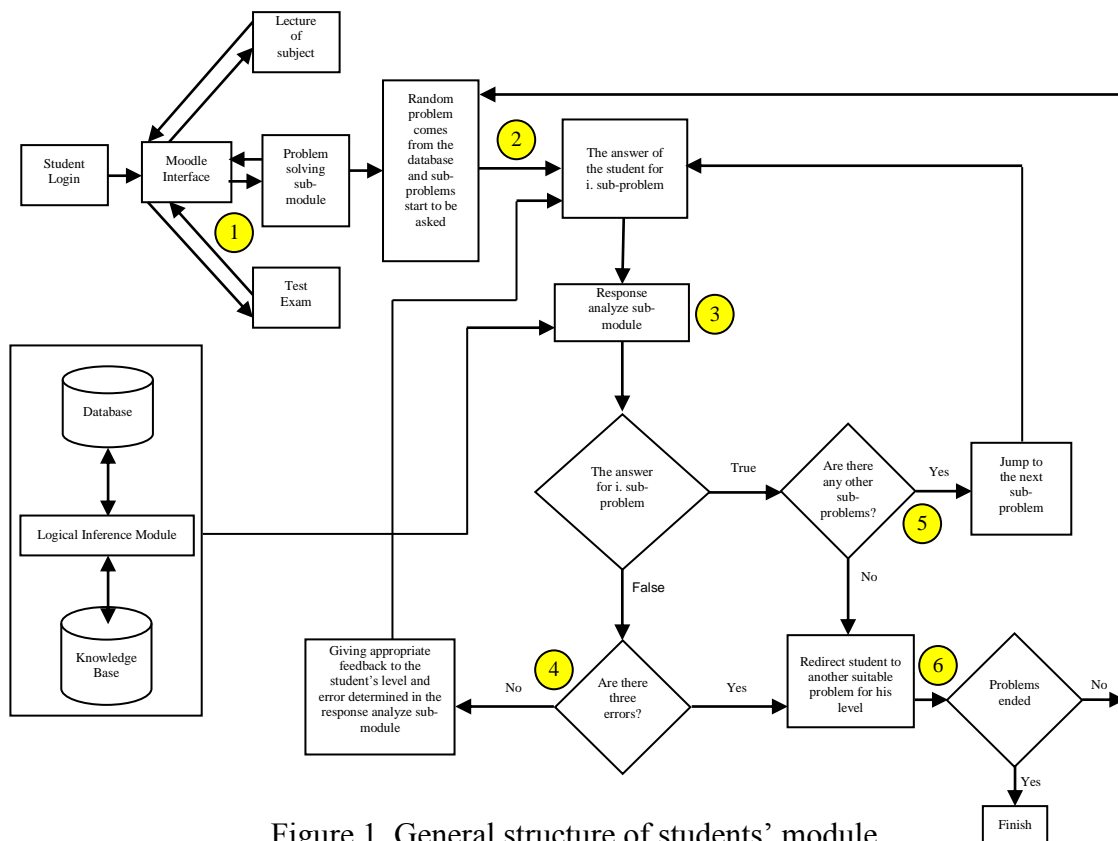 Lecture
of
subject
Student
Login
Moodle
Interface
Problem
solving
sub-
module
Random
problem
comes
from the
database
and sub-
problems
start to be
asked
2
The answer of
the student for
i. sub-problem
1
Test
Exam
Response
analyze sub-
module
3
Database
Logical Inference Module
Knowledge
Base
The answer
for i. sub-
problem
True
Are there
any other
sub-
problems?
Yes
5
Jump to
the next
sub-
problem
No
False
Giving appropriate
feedback to the
student's level and
error determined in the
response analyze sub-
module
No
4
Are there
three
errors?
Yes
Redirect student to
another suitable
problem for his
level
6
Problems
ended
No
Yes
Finish
Figure 1. General structure of students' module